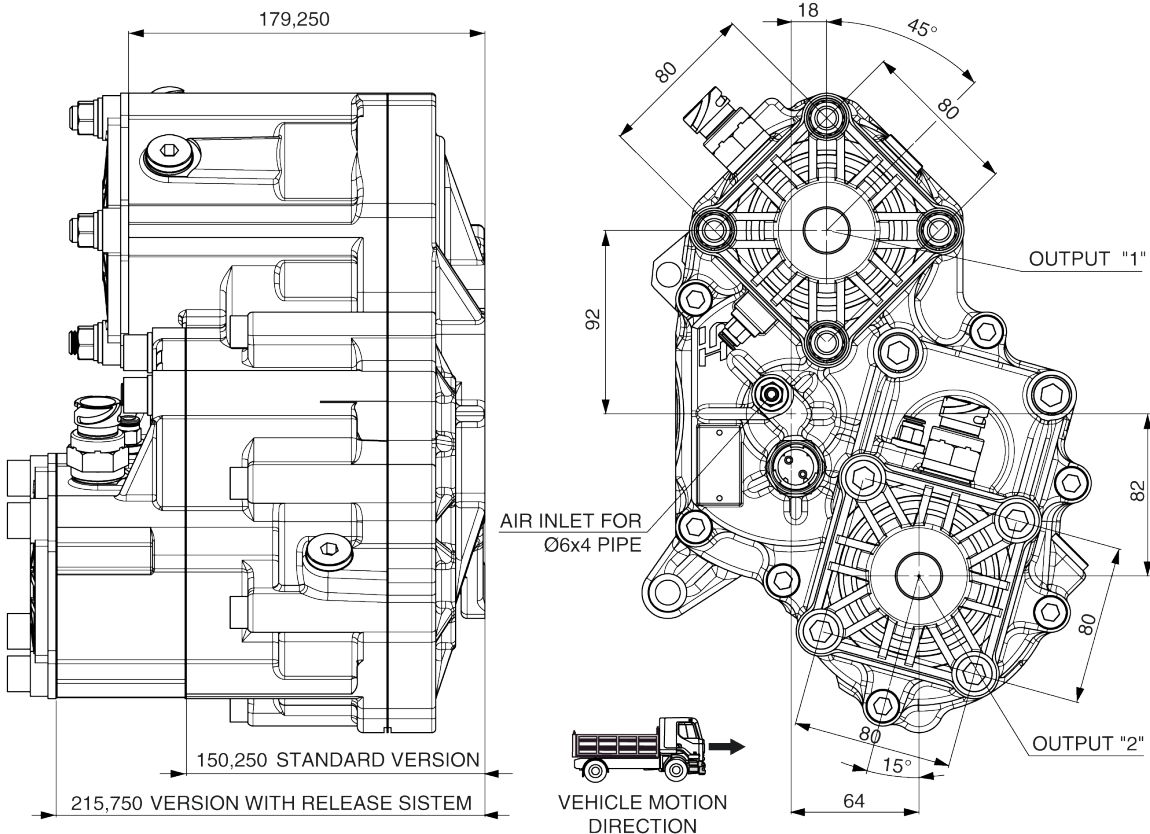 179,250
18
45°
80
80
92
OUTPUT "1"
AIR INLET FOR
Ø6x4 PIPE
82
80
80
15°
OUTPUT "2"
64
150,250 STANDARD VERSION
215,750 VERSION WITH RELEASE SISTEM
VEHICLE MOTION
DIRECTION